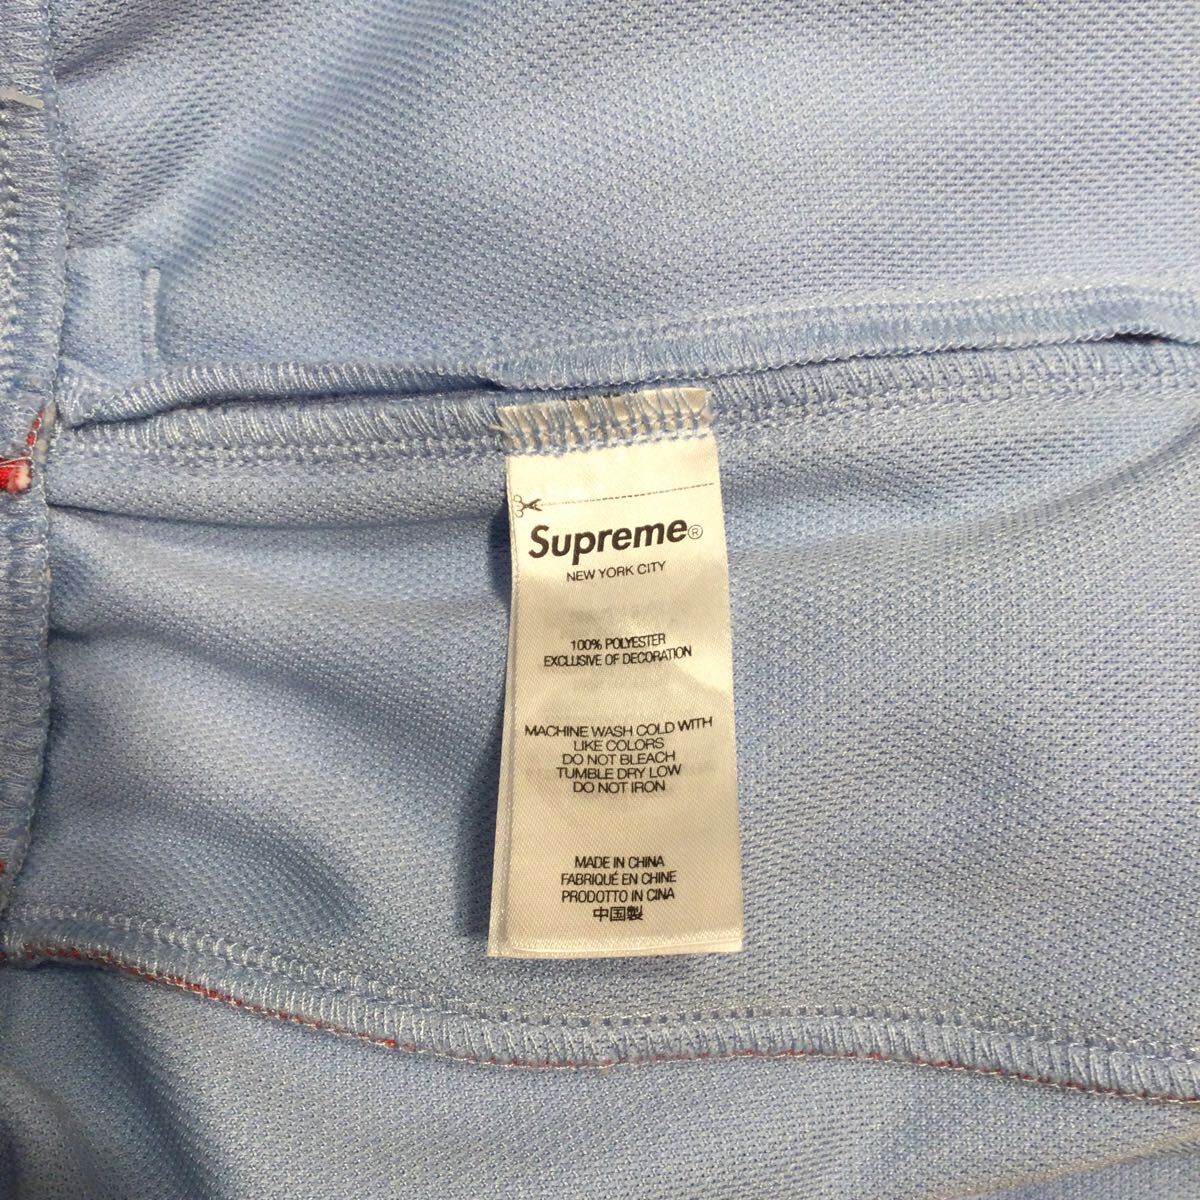 Supreme®
NEW YORK CITY
100% POLYESTER
EXCLUSIVE OF DECORATION
MACHINE WASH COLD WITH
LIKE COLORS
DO NOT BLEACH
TUMBLE DRY LOW
DO NOT IRON
MADE IN CHINA
FABRIQUÉ EN CHINE
PRODOTTO IN CINA
中国製